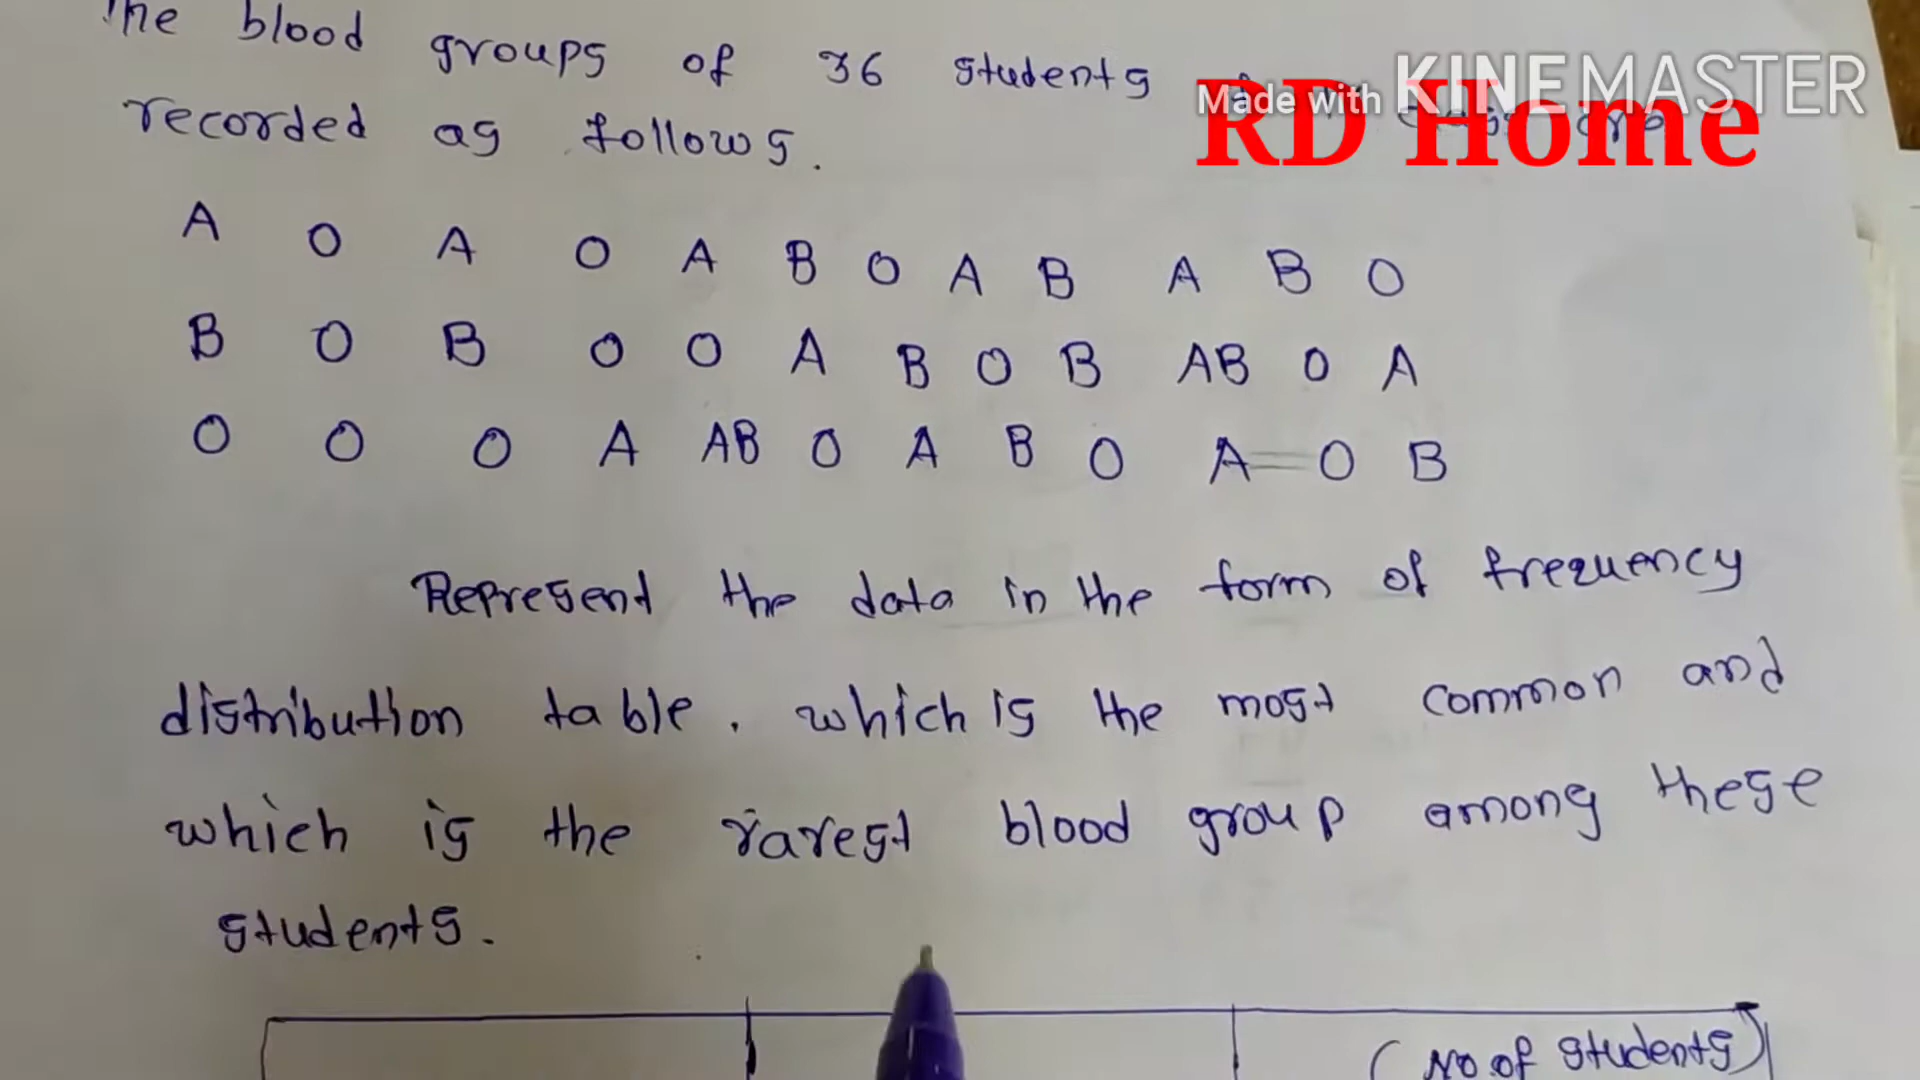 The blood groups of 36 students
recorded as follows.
Made with KINEMASTER
RD Home
A O A O A B O A B A B O
B O B O O A B O B AB O A
O O O A AB O A B O A O B
Represent the data in the form of frequency
distribution table. which is the most common and
which is the rarest blood group among these
students.
(No.of students)